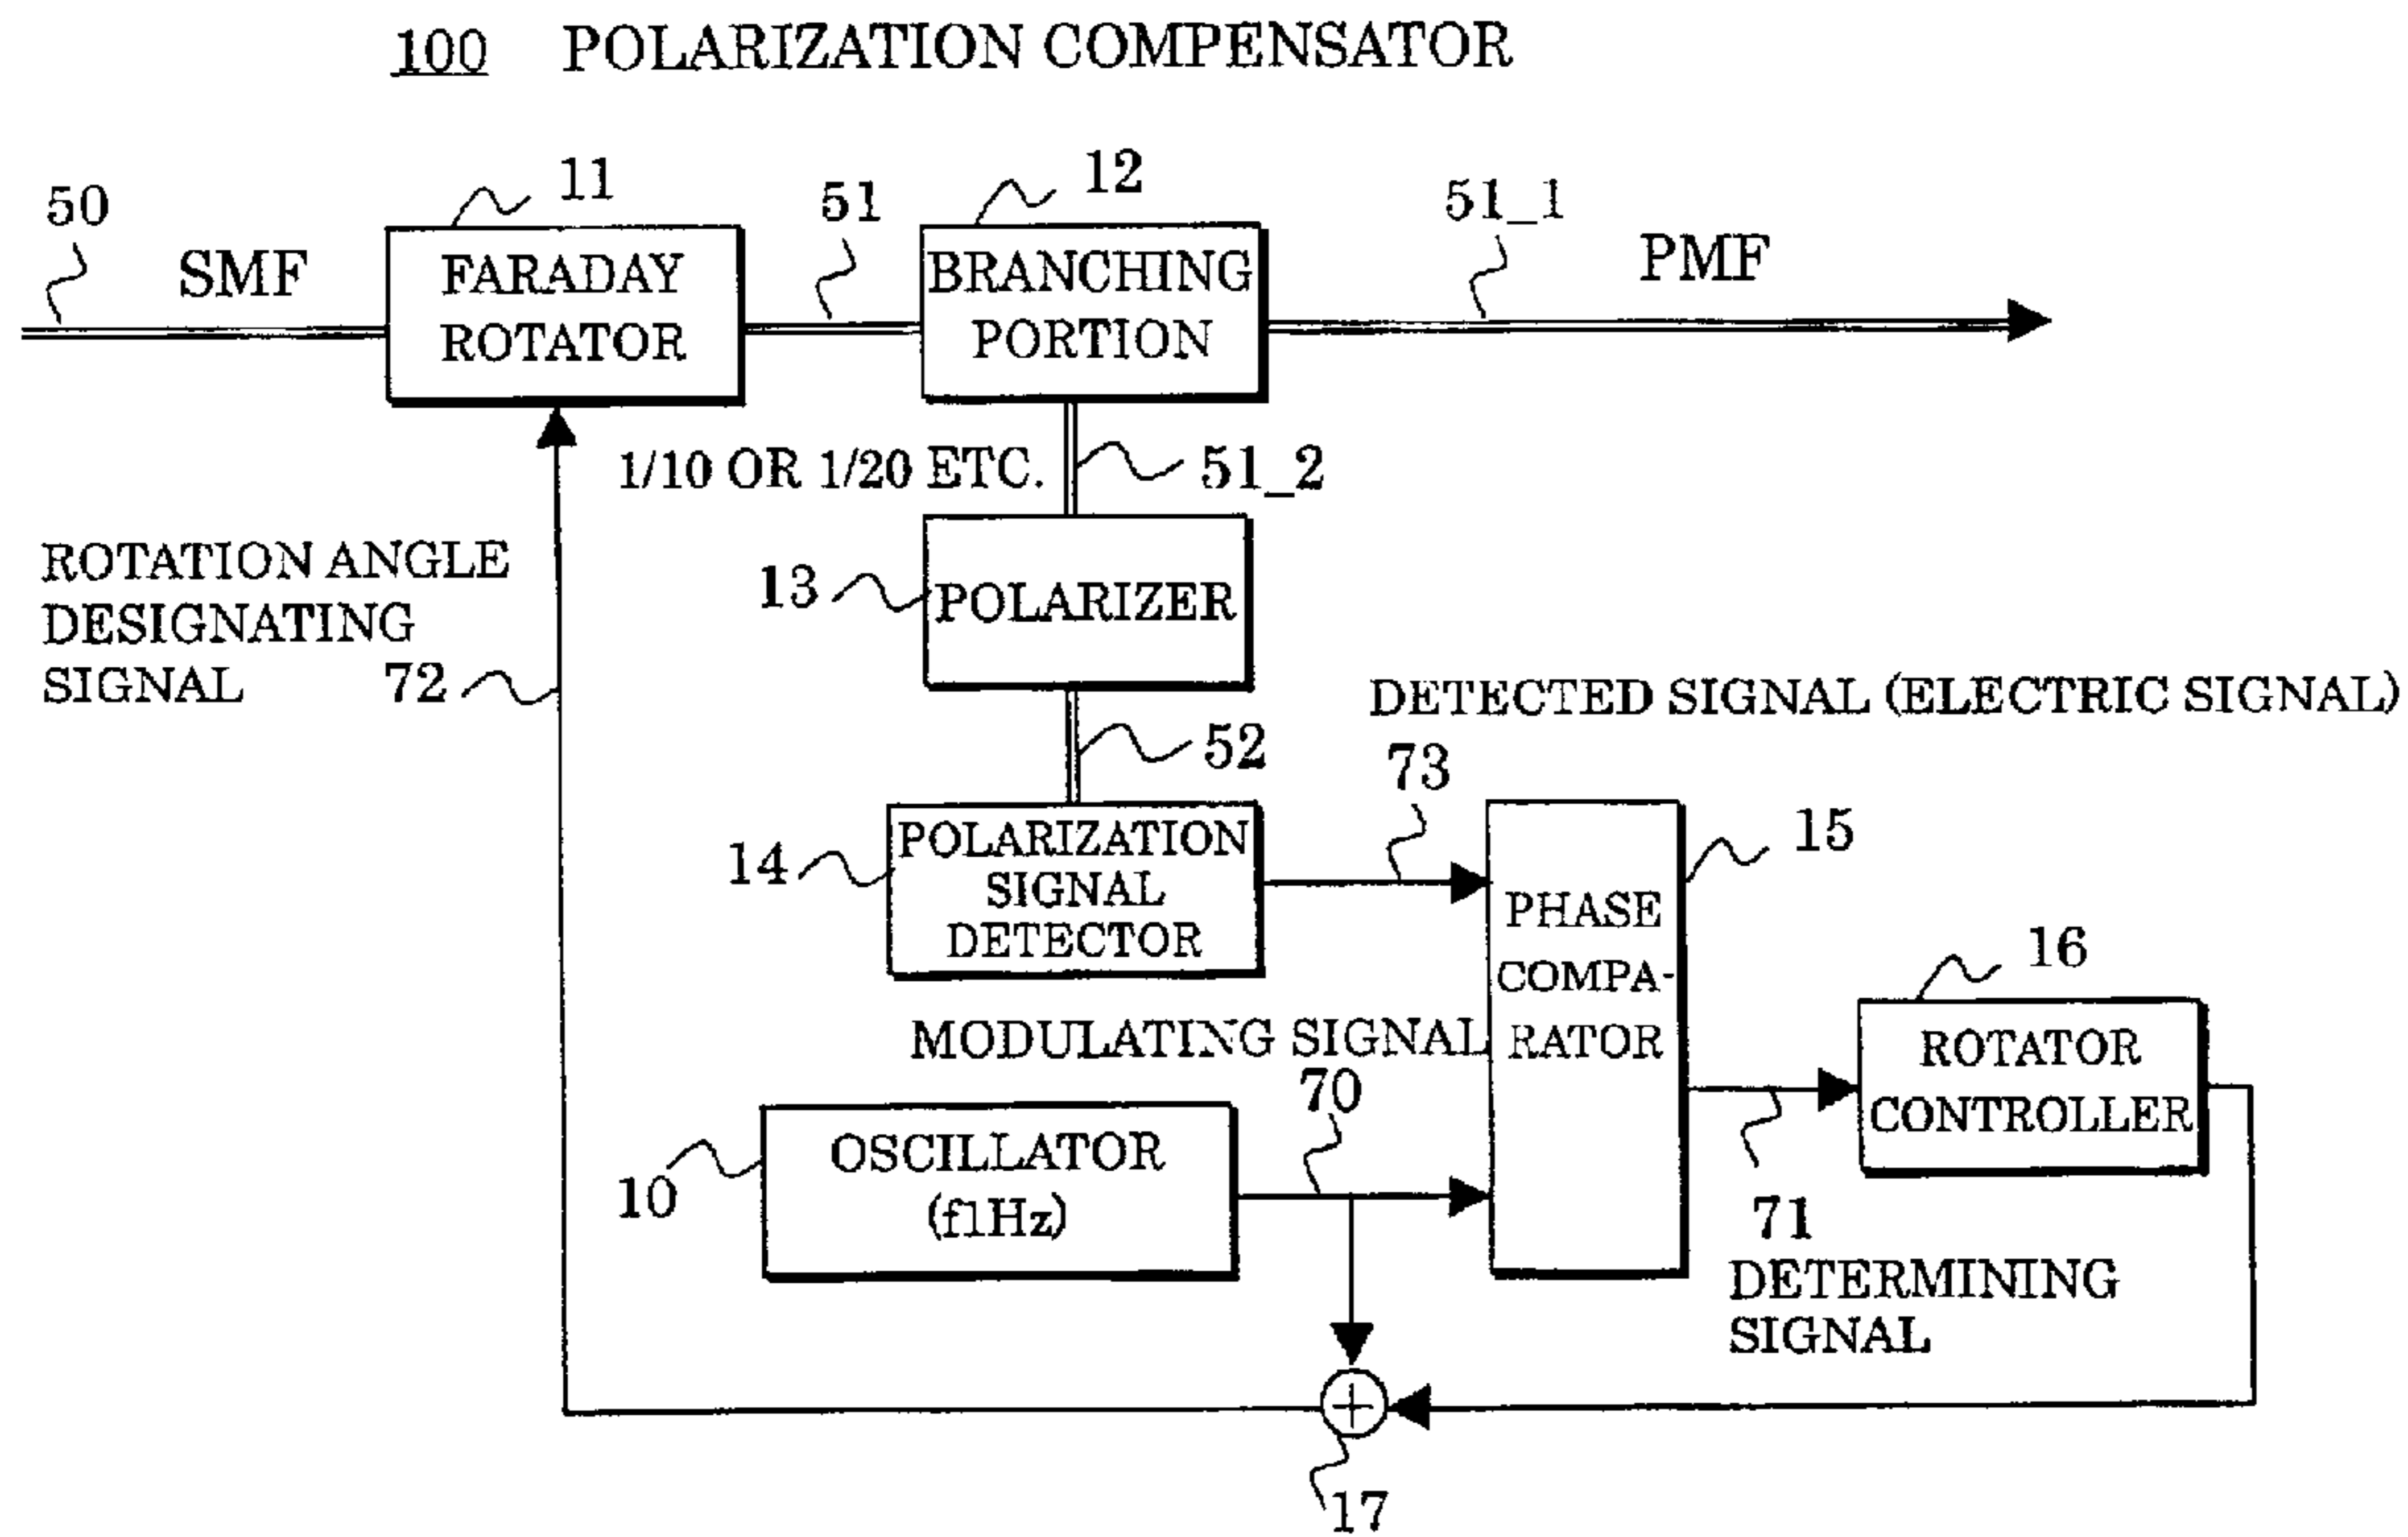 100 POLARIZATION COMPENSATOR
50
SMF
11
FARADAY
ROTATOR
51
12
BRANCHING
PORTION
51_1
PMF
1/10 OR 1/20 ETC.
51_2
ROTATION ANGLE
DESIGNATING
SIGNAL
72
13
POLARIZER
52
DETECTED SIGNAL (ELECTRIC SIGNAL)
73
14
POLARIZATION
SIGNAL
DETECTOR
15
PHASE
COMPA-
RATOR
16
ROTATOR
CONTROLLER
MODULATING SIGNAL
70
10
OSCILLATOR
(f1Hz)
71
DETERMINING
SIGNAL
17